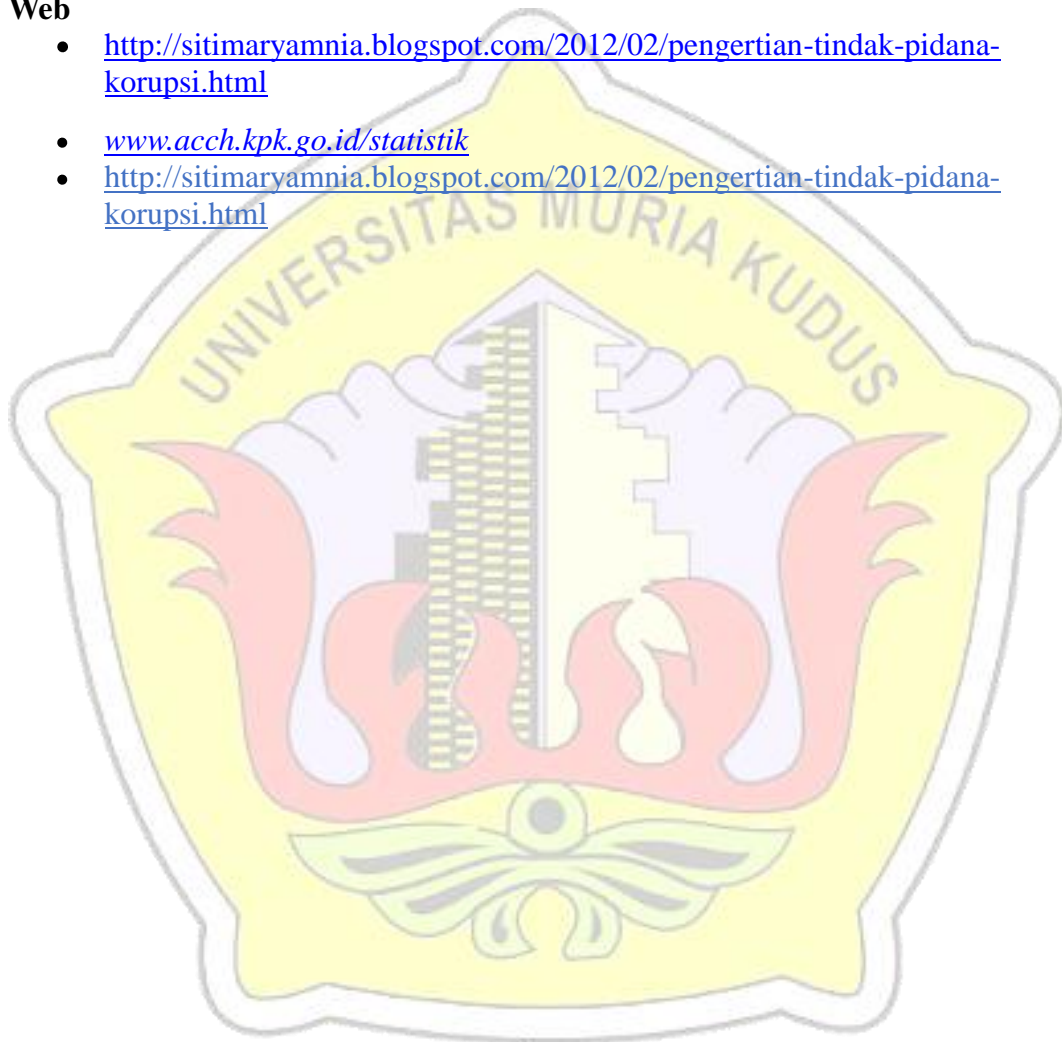 Web
• http://sitimaryamnia.blogspot.com/2012/02/pengertian-tindak-pidana-
korupsi.html
• www.acch.kpk.go.id/statistik
• http://sitimaryamnia.blogspot.com/2012/02/pengertian-tindak-pidana-
korupsi.html
UNIVERSITAS MURIA KUDUS